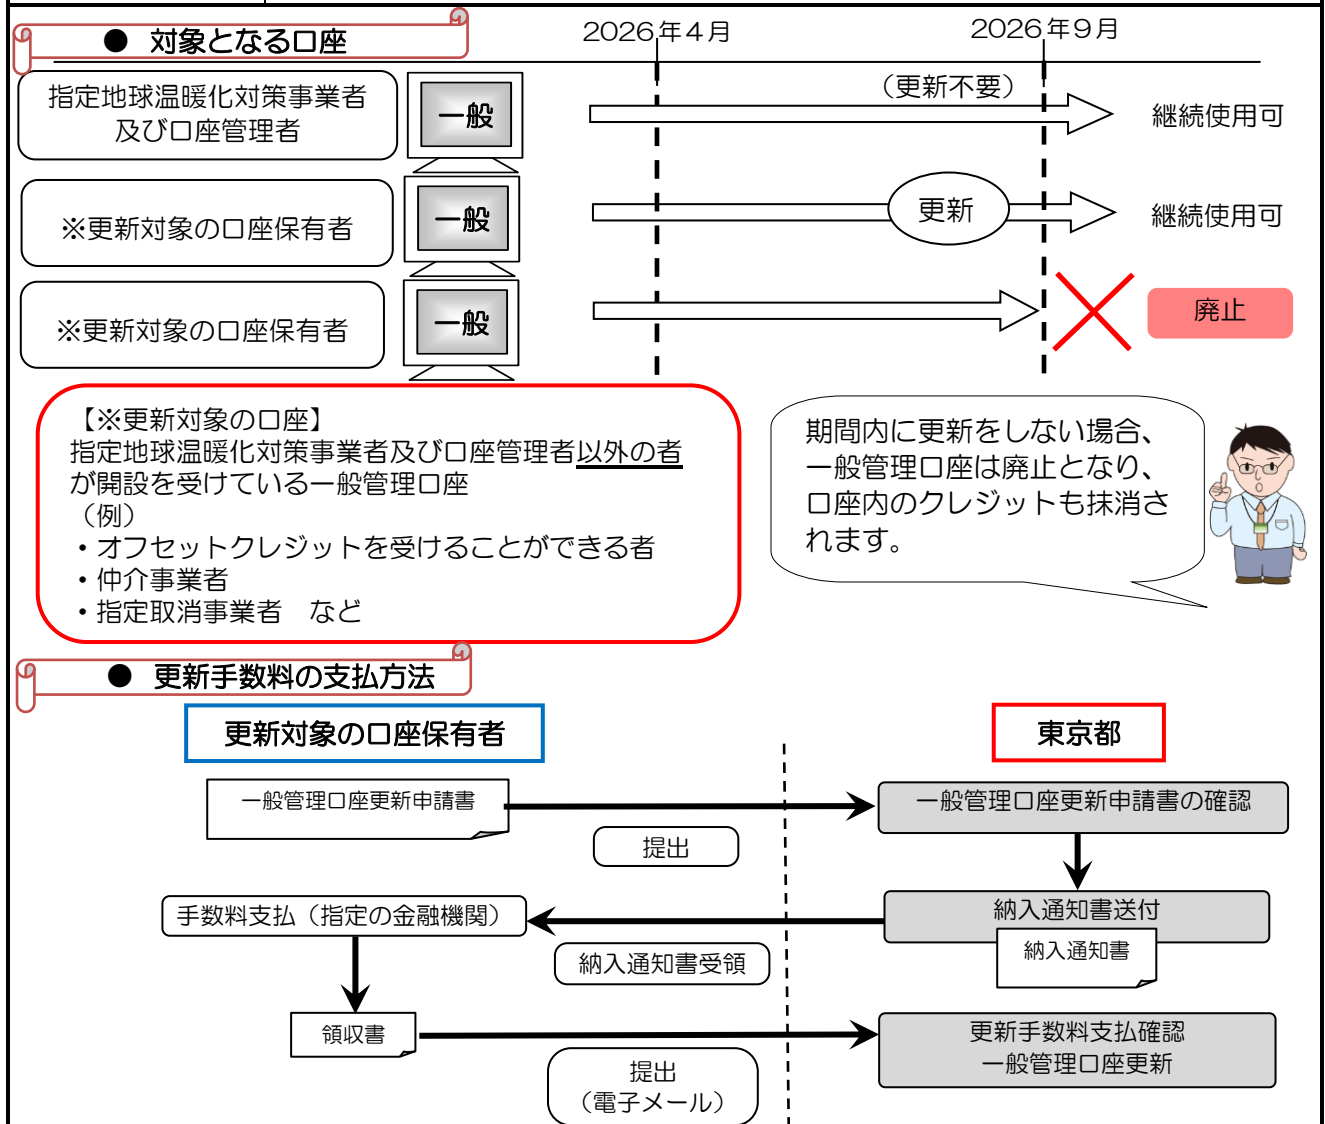 ● 対象となる口座
2026年4月
2026年9月
指定地球温暖化対策事業者
及び口座管理者
一般
（更新不要）
継続使用可
※更新対象の口座保有者
一般
更新
継続使用可
※更新対象の口座保有者
一般
廃止
【※更新対象の口座】
指定地球温暖化対策事業者及び口座管理者以外の者
が開設を受けている一般管理口座
（例）
・オフセットクレジットを受けることができる者
・仲介事業者
・指定取消事業者　など
期間内に更新をしない場合、
一般管理口座は廃止となり、
口座内のクレジットも抹消さ
れます。
● 更新手数料の支払方法
更新対象の口座保有者
東京都
一般管理口座更新申請書
一般管理口座更新申請書の確認
提出
手数料支払（指定の金融機関）
納入通知書送付
納入通知書
納入通知書受領
領収書
更新手数料支払確認
一般管理口座更新
提出
（電子メール）